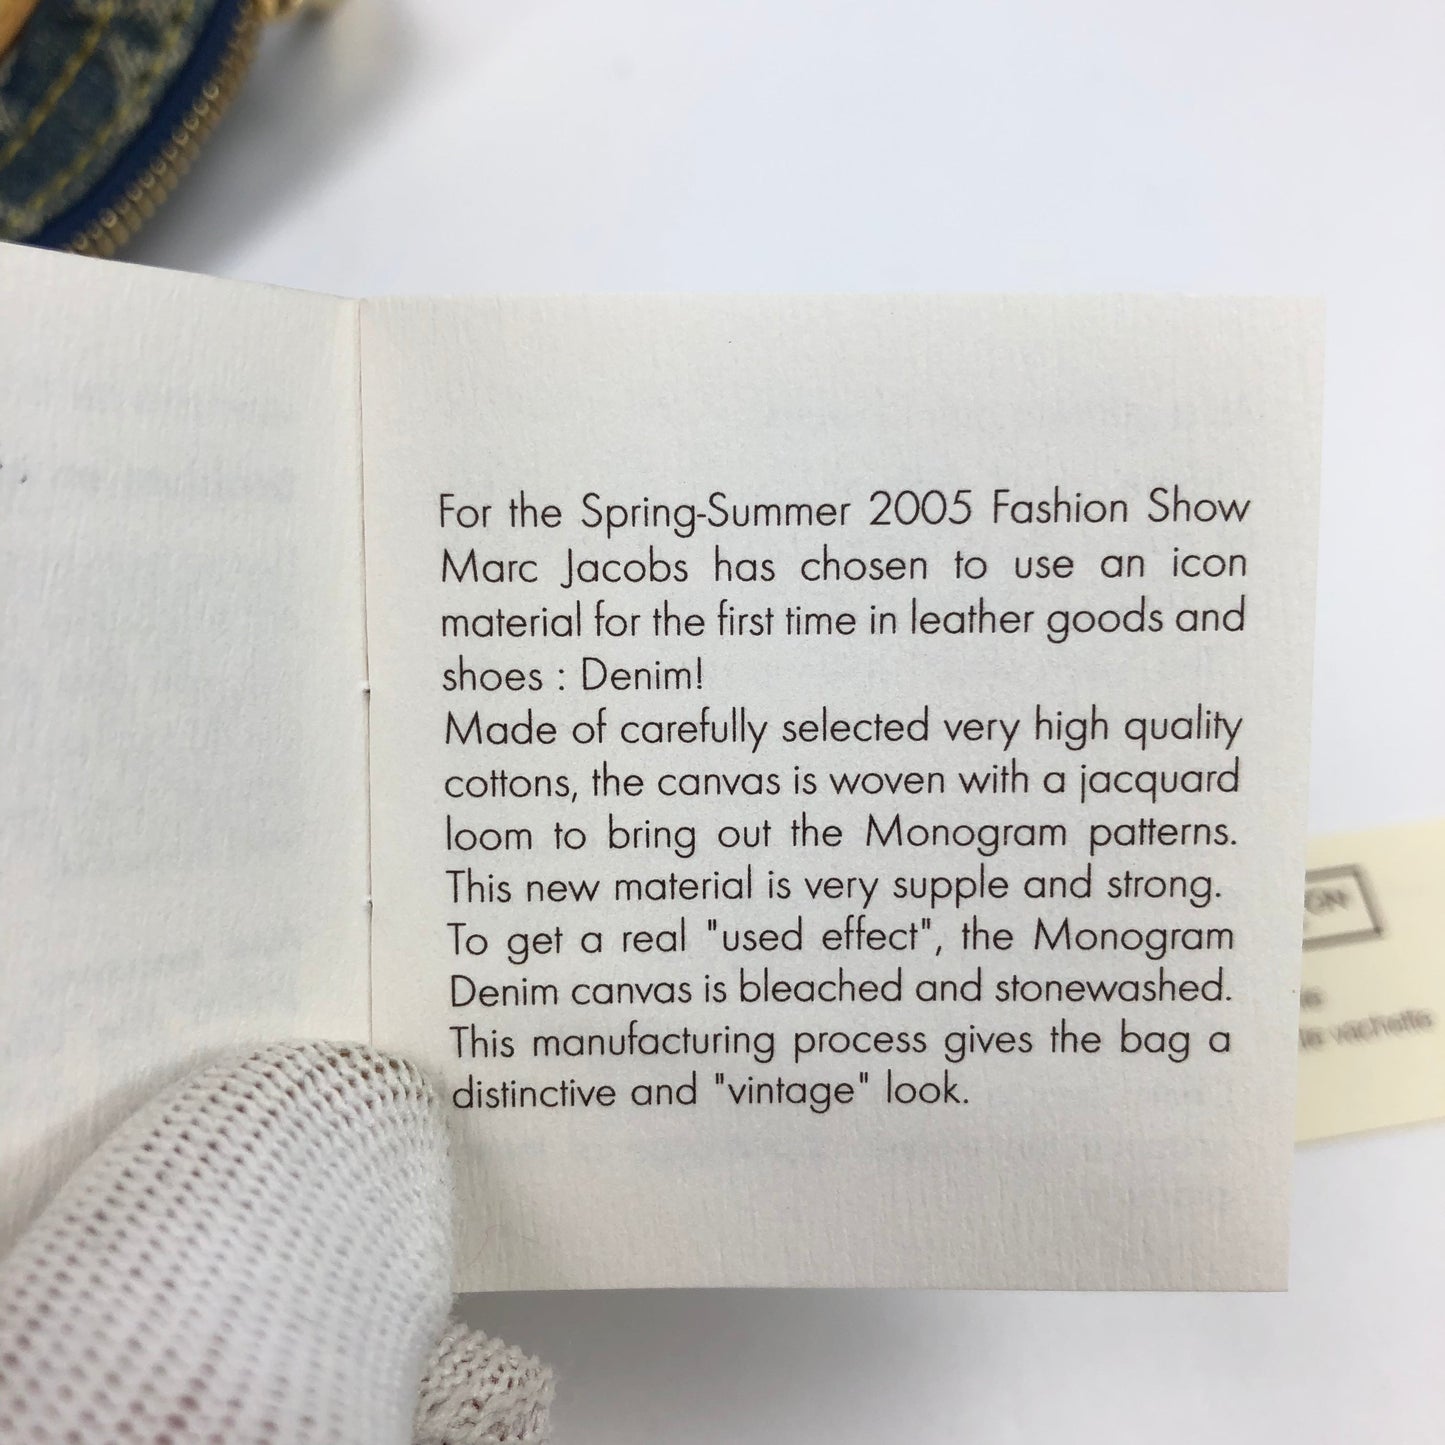 For the Spring-Summer 2005 Fashion Show
Marc Jacobs has chosen to use an icon
material for the first time in leather goods and
shoes : Denim!
Made of carefully selected very high quality
cottons, the canvas is woven with a jacquard
loom to bring out the Monogram patterns.
This new material is very supple and strong.
To get a real "used effect", the Monogram
Denim canvas is bleached and stonewashed.
This manufacturing process gives the bag a
distinctive and "vintage" look.
vachette